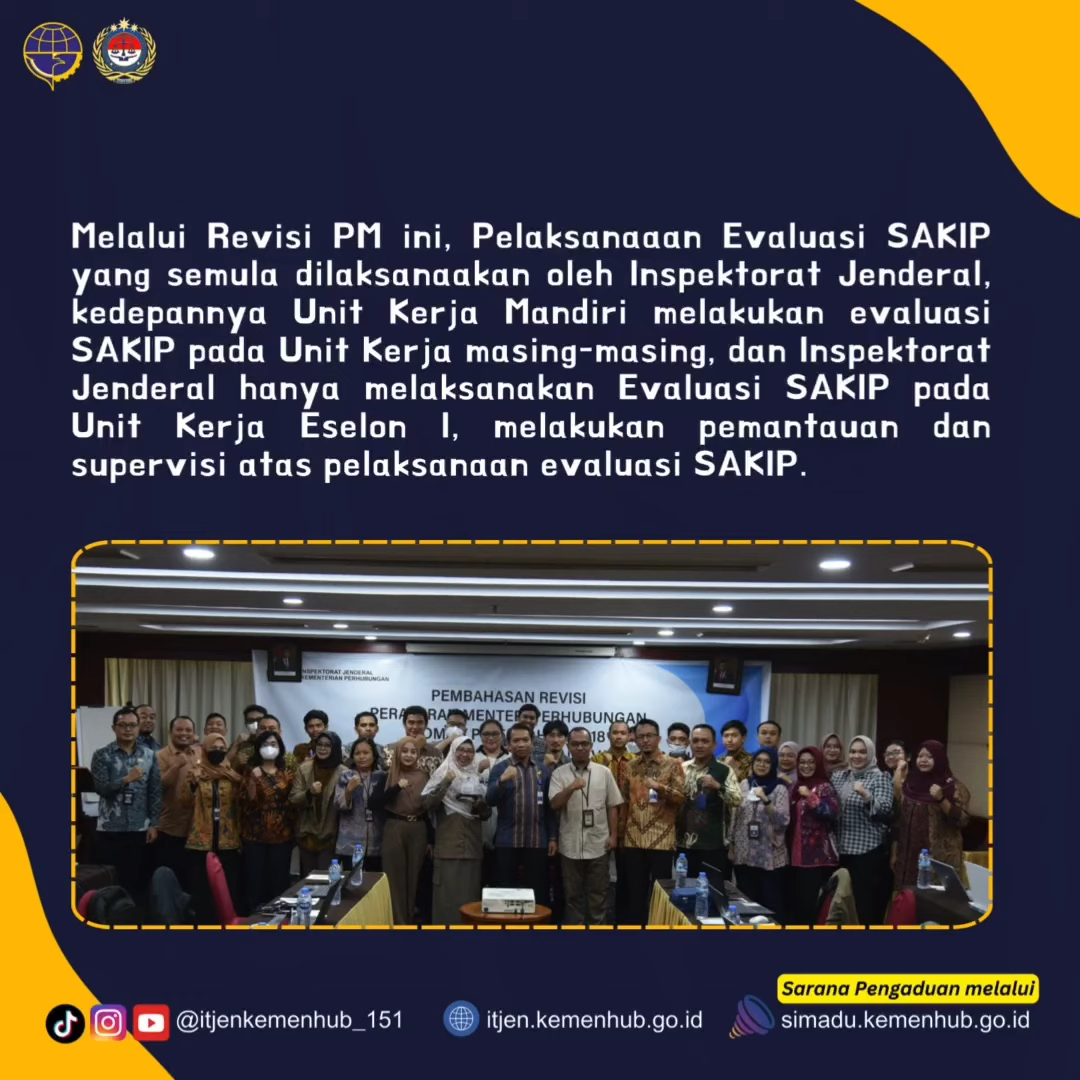 Melalui Revisi PM ini, Pelaksanaaan Evaluasi SAKIP
yang semula dilaksanaakan oleh Inspektorat Jenderal,
kedepannya Unit Kerja Mandiri melakukan evaluasi
SAKIP pada Unit Kerja masing-masing, dan Inspektorat
Jenderal hanya melaksanakan Evaluasi SAKIP pada
Unit Kerja Eselon I, melakukan pemantauan dan
supervisi atas pelaksanaan evaluasi SAKIP.
INSPEKTORAT JENDERAL
KEMENTERIAN PERHUBUNGAN
PEMBAHASAN REVISI
PERATURAN MENTERI PERHUBUNGAN
Sarana Pengaduan melalui
@itjenkemenhub_151
itjen.kemenhub.go.id
simadu.kemenhub.go.id